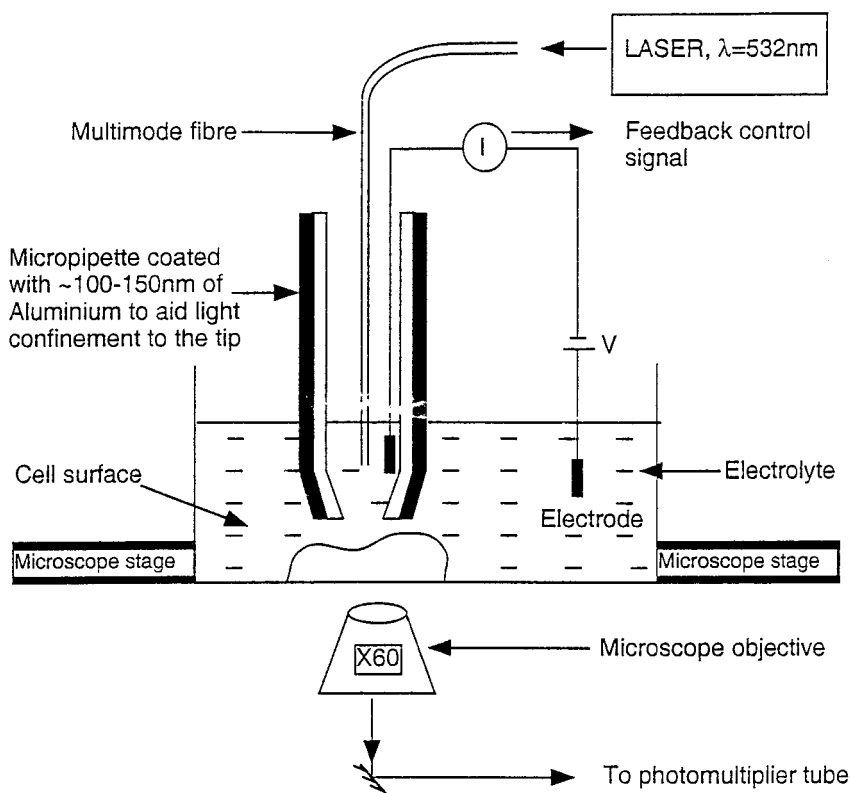 LASER, λ=532nm
Multimode fibre
I
Feedback control
signal
Micropipette coated
with ~100-150nm of
Aluminium to aid light
confinement to the tip
V
Cell surface
Electrolyte
Electrode
Microscope stage
Microscope stage
X60
Microscope objective
To photomultiplier tube